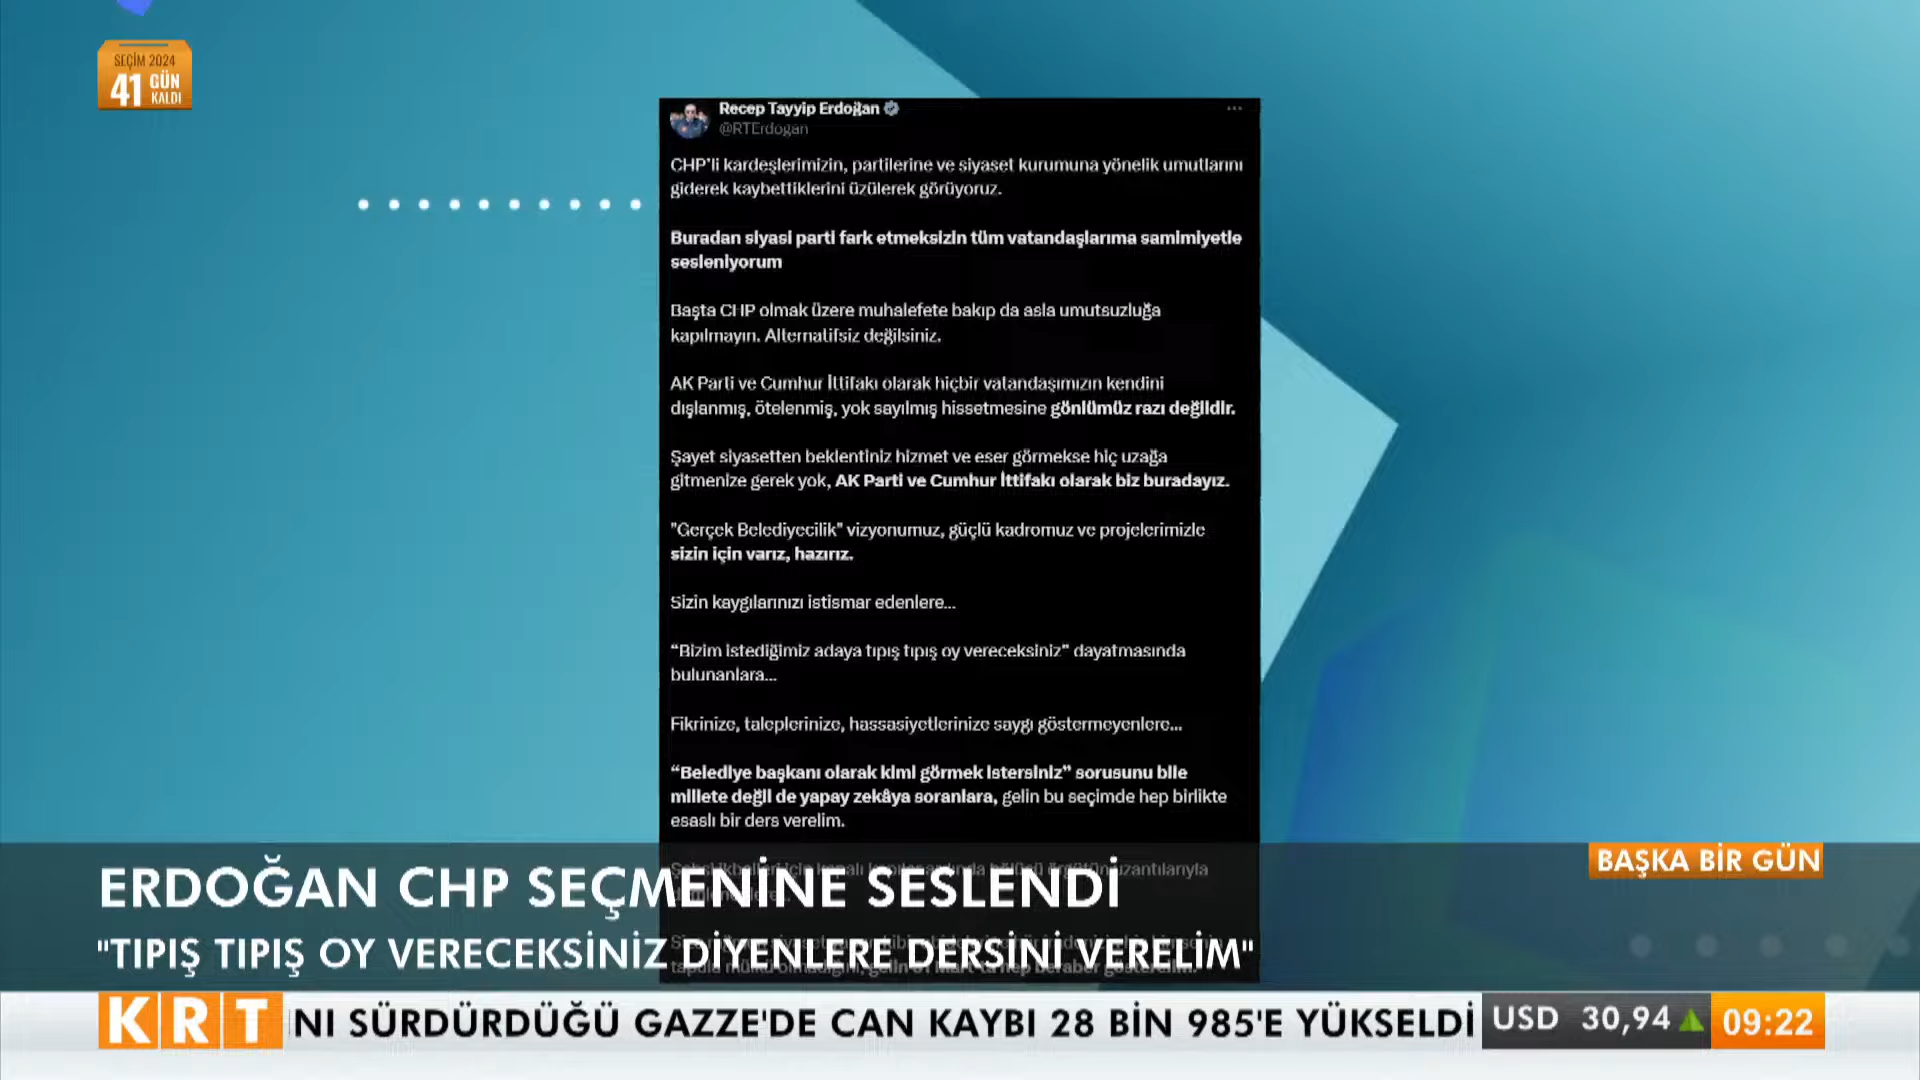 SEÇİM 2024
41 GÜN
KALDI
Recep Tayyip Erdoğan
@RTErdogan
CHP'li kardeşlerimizin, partilerine ve siyaset kurumuna yönelik umutlarını
giderek kaybettiklerini üzülerek görüyoruz.
Buradan siyasi parti fark etmeksizin tüm vatandaşlarıma samimiyetle
sesleniyorum
Başta CHP olmak üzere muhalefete bakıp da asla umutsuzluğa
kapılmayın. Alternatifsiz değilsiniz.
AK Parti ve Cumhur İttifakı olarak hiçbir vatandaşımızın kendini
dışlanmış, ötelenmiş, yok sayılmış hissetmesine gönlümüz razı değildir.
Şayet siyasetten beklentiniz hizmet ve eser görmekse hiç uzağa
gitmenize gerek yok, AK Parti ve Cumhur İttifakı olarak biz buradayız.
"Gerçek Belediyecilik" vizyonumuz, güçlü kadromuz ve projelerimizle
sizin için varız, hazırız.
Sizin kaygılarınızı istismar edenlere...
“Bizim istediğimiz adaya tıpış tıpış oy vereceksiniz” dayatmasında
bulunanlara...
Fikrinize, taleplerinize, hassasiyetlerinize saygı göstermeyenlere...
“Belediye başkanı olarak kimi görmek istersiniz” sorusunu bile
millete değil de yapay zekâya soranlara, gelin bu seçimde hep birlikte
esaslı bir ders verelim.
BAŞKA BİR GÜN
ERDOĞAN CHP SEÇMENİNE SESLENDİ
"TIPIŞ TIPIŞ OY VERECEKSİNİZ DİYENLERE DERSİNİ VERELİM"
KRT NI SÜRDÜRDÜĞÜ GAZZE'DE CAN KAYBI 28 BİN 985'E YÜKSELDİ USD 30,94 09:22